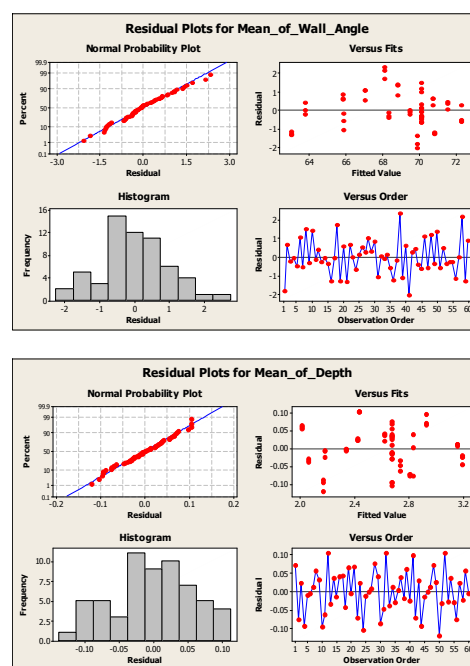 Residual Plots for Mean_of_Wall_Angle
Normal Probability Plot
Versus Fits
99.9
99
90
50
10
1
0.1
Percent
-3.0 -1.5 0.0 1.5 3.0
Residual
2
1
0
-1
-2
Residual
64 66 68 70 72
Fitted Value
Histogram
Versus Order
16
12
8
4
0
Frequency
-2 -1 0 1 2
Residual
2
1
0
-1
-2
Residual
1 5 10 15 20 25 30 35 40 45 50 55 60
Observation Order
Residual Plots for Mean_of_Depth
Normal Probability Plot
Versus Fits
99.9
99
90
50
10
1
0.1
Percent
-0.2 -0.1 0.0 0.1 0.2
Residual
0.10
0.05
0.00
-0.05
-0.10
Residual
2.0 2.4 2.8 3.2
Fitted Value
Histogram
Versus Order
10.0
7.5
5.0
2.5
0.0
Frequency
-0.10 -0.05 0.00 0.05 0.10
Residual
0.10
0.05
0.00
-0.05
-0.10
Residual
1 5 10 15 20 25 30 35 40 45 50 55 60
Observation Order